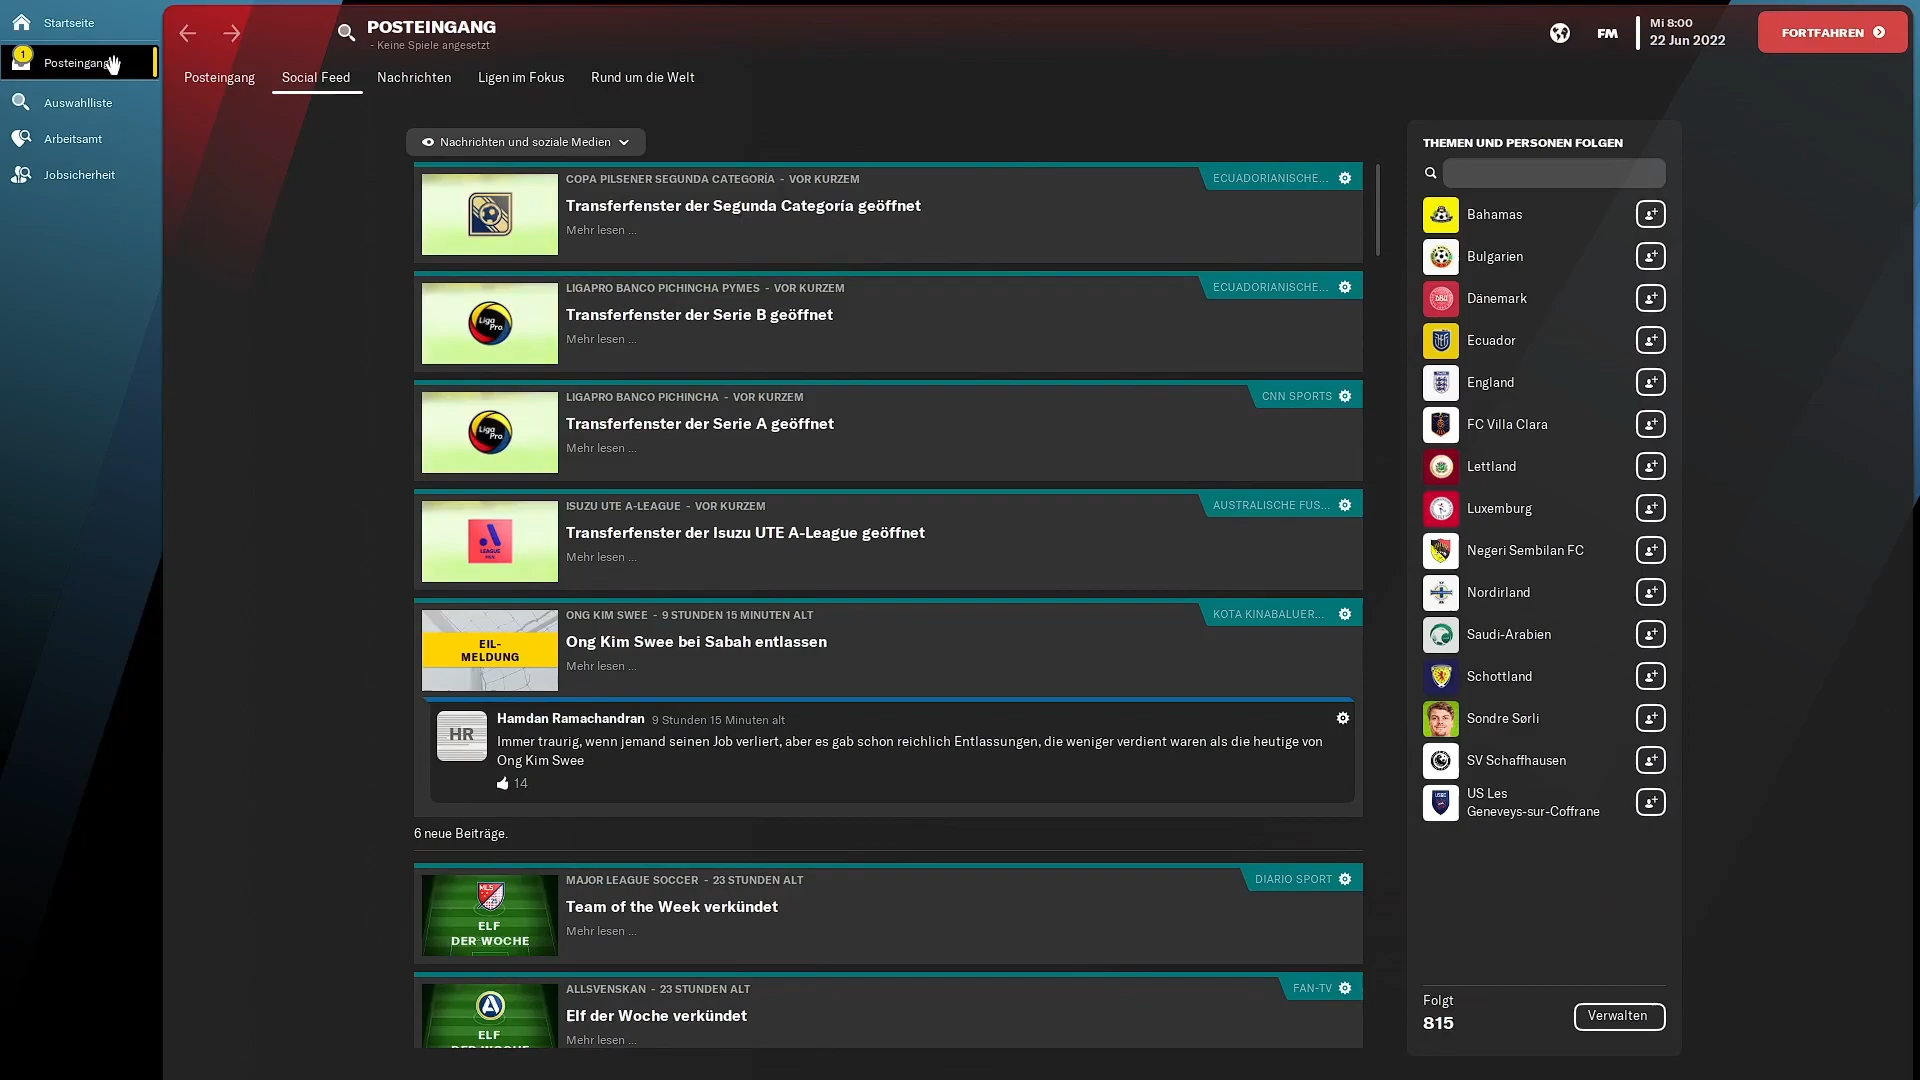 Startseite
1
Posteingang
Auswahlliste
Arbeitsamt
Jobsicherheit
POSTEINGANG
- Keine Spiele angesetzt
FM
Mi 8:00
22 Jun 2022
FORTFAHREN
Posteingang
Social Feed
Nachrichten
Ligen im Fokus
Rund um die Welt
Nachrichten und soziale Medien
COPA PILSENER SEGUNDA CATEGORÍA - VOR KURZEM
ECUADORIANISCHE...
Transferfenster der Segunda Categoría geöffnet
Mehr lesen ...
LIGAPRO BANCO PICHINCHA PYMES - VOR KURZEM
ECUADORIANISCHE...
Liga Pro
Transferfenster der Serie B geöffnet
Mehr lesen ...
LIGAPRO BANCO PICHINCHA - VOR KURZEM
CNN SPORTS
Liga Pro
Transferfenster der Serie A geöffnet
Mehr lesen ...
ISUZU UTE A-LEAGUE - VOR KURZEM
AUSTRALISCHE FUS...
A
LEAGUE
MEN
Transferfenster der Isuzu UTE A-League geöffnet
Mehr lesen ...
ONG KIM SWEE - 9 STUNDEN 15 MINUTEN ALT
KOTA KINABALUER...
EIL-
MELDUNG
Ong Kim Swee bei Sabah entlassen
Mehr lesen ...
HR
Hamdan Ramachandran 9 Stunden 15 Minuten alt
Immer traurig, wenn jemand seinen Job verliert, aber es gab schon reichlich Entlassungen, die weniger verdient waren als die heutige von
Ong Kim Swee
14
6 neue Beiträge.
MAJOR LEAGUE SOCCER - 23 STUNDEN ALT
DIARIO SPORT
MLS
ELF
DER WOCHE
Team of the Week verkündet
Mehr lesen ...
ALLSVENSKAN - 23 STUNDEN ALT
FAN-TV
A
ELF
DER WOCHE
Elf der Woche verkündet
Mehr lesen ...
THEMEN UND PERSONEN FOLGEN
Bahamas
Bulgarien
DBU
Dänemark
Ecuador
England
FC Villa Clara
Lettland
Luxemburg
Negeri Sembilan FC
Nordirland
Saudi-Arabien
Schottland
Sondre Sørli
SV Schaffhausen
US Les
Geneveys-sur-Coffrane
Folgt
815
Verwalten